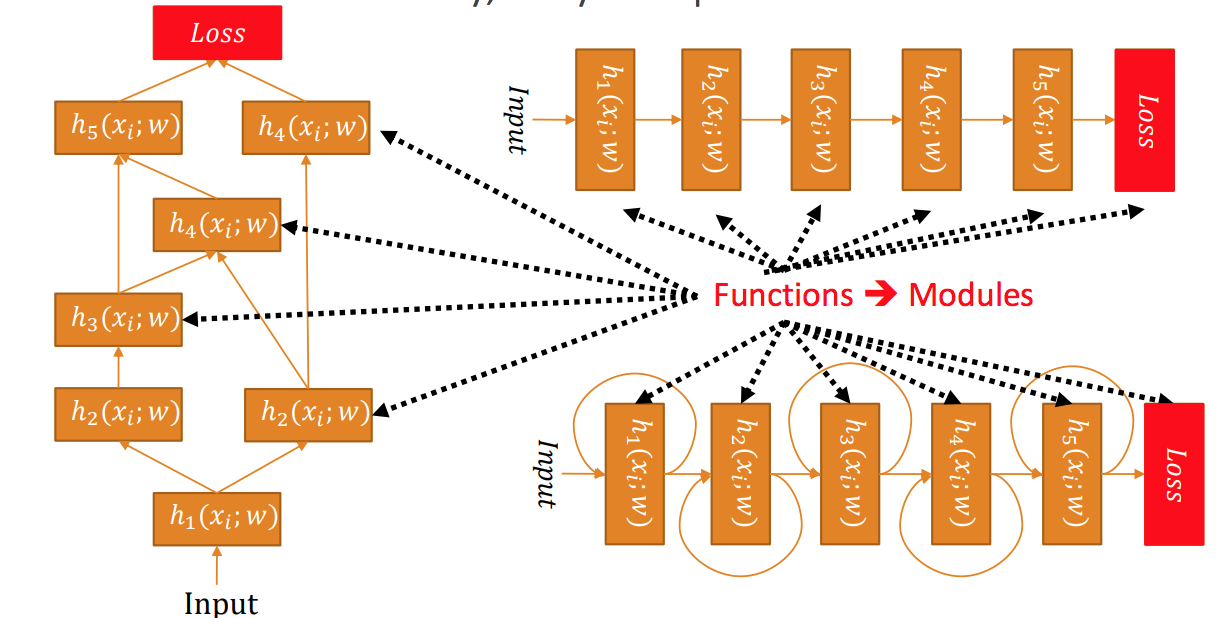 Loss
h₅(xᵢ; w)
h₄(xᵢ; w)
h₄(xᵢ; w)
h₃(xᵢ; w)
h₂(xᵢ; w)
h₂(xᵢ; w)
h₁(xᵢ; w)
Input
Input
h₁(xᵢ; w)
h₂(xᵢ; w)
h₃(xᵢ; w)
h₄(xᵢ; w)
h₅(xᵢ; w)
Loss
Functions ➔ Modules
Input
h₁(xᵢ; w)
h₂(xᵢ; w)
h₃(xᵢ; w)
h₄(xᵢ; w)
h₅(xᵢ; w)
Loss